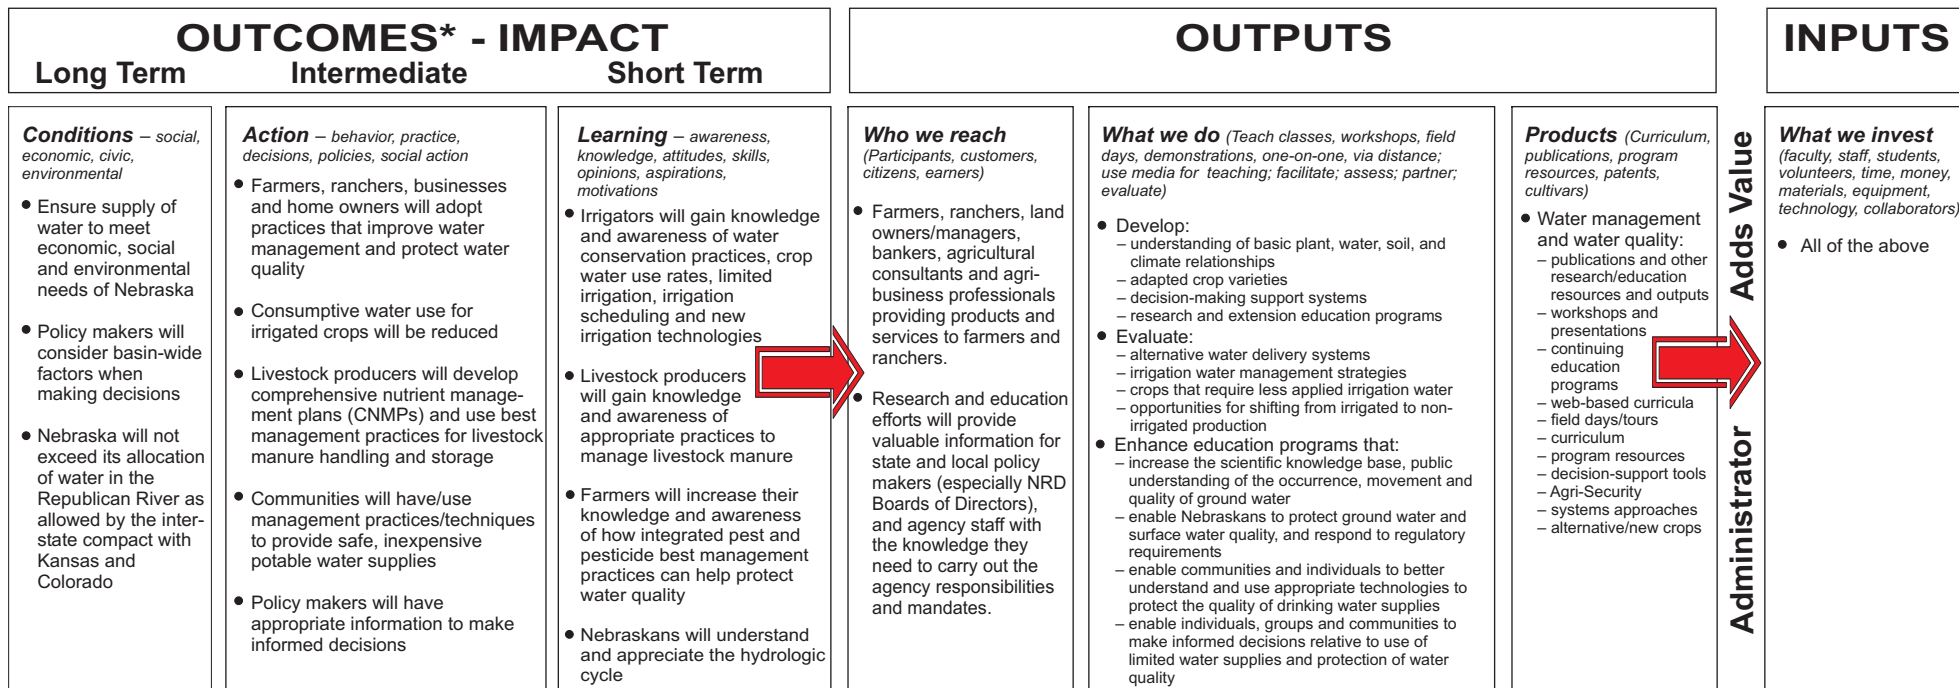 OUTCOMES* - IMPACT
Long Term
Intermediate
Short Term
OUTPUTS
INPUTS
Conditions – social,
economic, civic,
environmental
● Ensure supply of
water to meet
economic, social
and environmental
needs of Nebraska
● Policy makers will
consider basin-wide
factors when
making decisions
● Nebraska will not
exceed its allocation
of water in the
Republican River as
allowed by the inter-
state compact with
Kansas and
Colorado
Action – behavior, practice,
decisions, policies, social action
● Farmers, ranchers, businesses
and home owners will adopt
practices that improve water
management and protect water
quality
● Consumptive water use for
irrigated crops will be reduced
● Livestock producers will develop
comprehensive nutrient manage-
ment plans (CNMPs) and use best
management practices for livestock
manure handling and storage
● Communities will have/use
management practices/techniques
to provide safe, inexpensive
potable water supplies
● Policy makers will have
appropriate information to make
informed decisions
Learning – awareness,
knowledge, attitudes, skills,
opinions, aspirations,
motivations
● Irrigators will gain knowledge
and awareness of water
conservation practices, crop
water use rates, limited
irrigation, irrigation
scheduling and new
irrigation technologies
● Livestock producers
will gain knowledge
and awareness of
appropriate practices to
manage livestock manure
● Farmers will increase their
knowledge and awareness
of how integrated pest and
pesticide best management
practices can help protect
water quality
● Nebraskans will understand
and appreciate the hydrologic
cycle
Who we reach
(Participants, customers,
citizens, earners)
● Farmers, ranchers, land
owners/managers,
bankers, agricultural
consultants and agri-
business professionals
providing products and
services to farmers and
ranchers.
● Research and education
efforts will provide
valuable information for
state and local policy
makers (especially NRD
Boards of Directors),
and agency staff with
the knowledge they
need to carry out the
agency responsibilities
and mandates.
What we do (Teach classes, workshops, field
days, demonstrations, one-on-one, via distance;
use media for teaching; facilitate; assess; partner;
evaluate)
● Develop:
– understanding of basic plant, water, soil, and
climate relationships
– adapted crop varieties
– decision-making support systems
– research and extension education programs
● Evaluate:
– alternative water delivery systems
– irrigation water management strategies
– crops that require less applied irrigation water
– opportunities for shifting from irrigated to non-
irrigated production
● Enhance education programs that:
– increase the scientific knowledge base, public
understanding of the occurrence, movement and
quality of ground water
– enable Nebraskans to protect ground water and
surface water quality, and respond to regulatory
requirements
– enable communities and individuals to better
understand and use appropriate technologies to
protect the quality of drinking water supplies
– enable individuals, groups and communities to
make informed decisions relative to use of
limited water supplies and protection of water
quality
Products (Curriculum,
publications, program
resources, patents,
cultivars)
● Water management
and water quality:
– publications and other
research/education
resources and outputs
– workshops and
presentations
– continuing
education
programs
– web-based curricula
– field days/tours
– curriculum
– program resources
– decision-support tools
– Agri-Security
– systems approaches
– alternative/new crops
Administrator Adds Value
What we invest
(faculty, staff, students,
volunteers, time, money,
materials, equipment,
technology, collaborators)
● All of the above